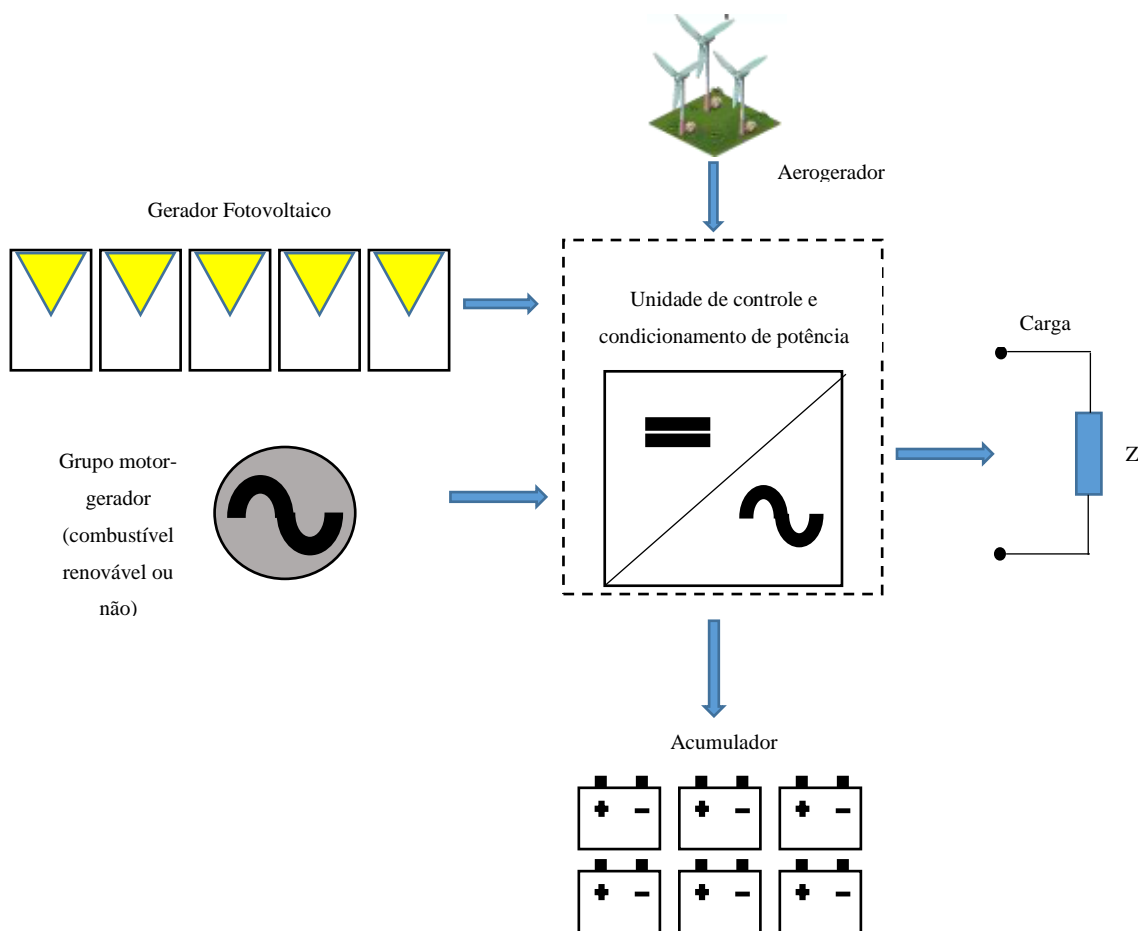 Aerogerador
Gerador Fotovoltaico
Unidade de controle e
condicionamento de potência
Carga
Z
Grupo motor-
gerador
(combustível
renovável ou
não)
Acumulador